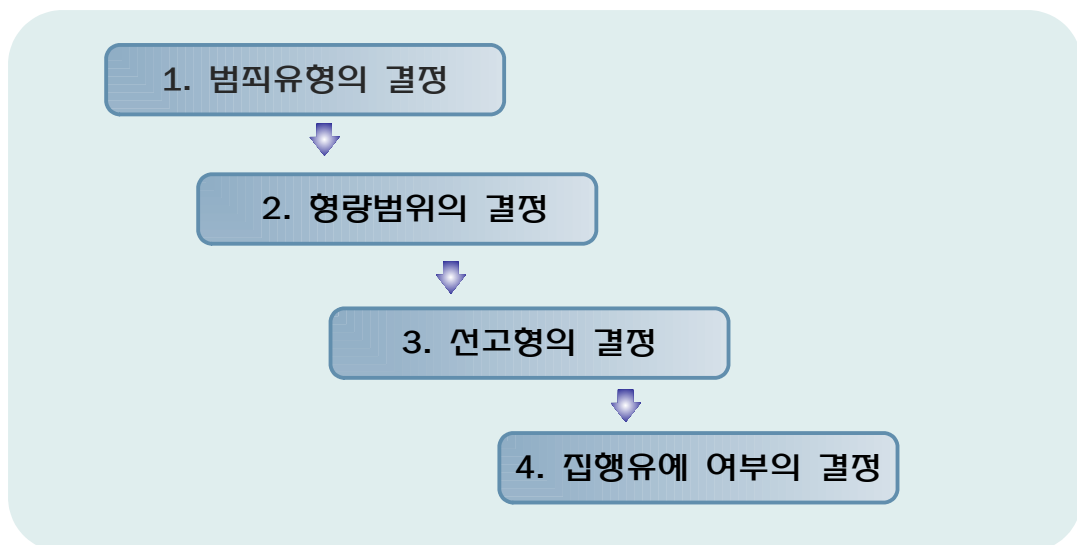 1. 범죄유형의 결정
2. 형량범위의 결정
3. 선고형의 결정
4. 집행유예 여부의 결정